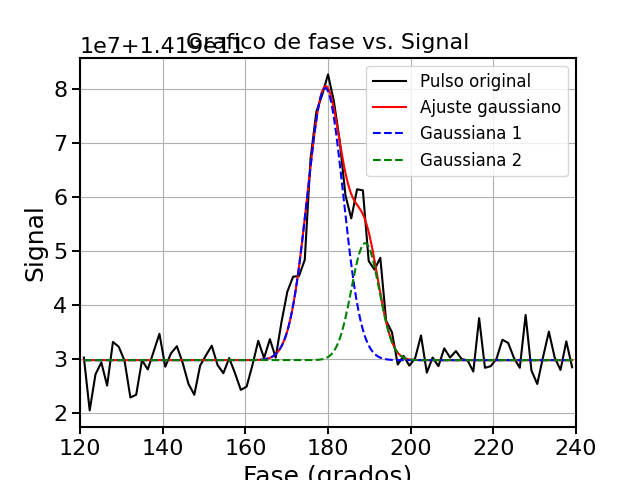 Grafico de fase vs. Signal
1e7+1.419e11
Pulso original
Ajuste gaussiano
Gaussiana 1
Gaussiana 2
Signal
8
7
6
5
4
3
2
120 140 160 180 200 220 240
Fase (grados)